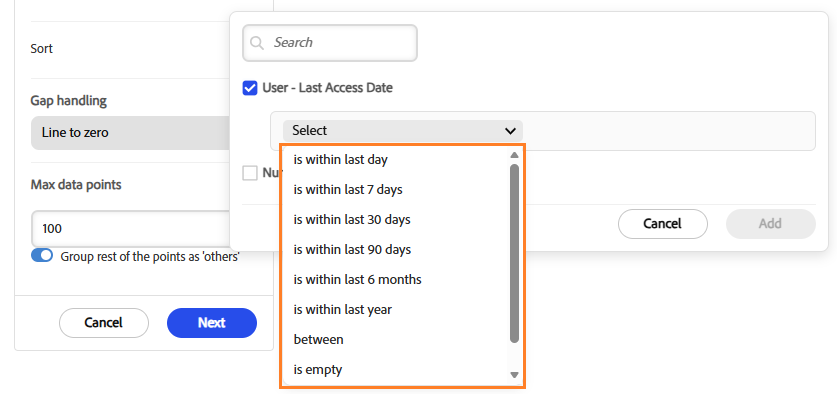 Sort
Gap handling
Line to zero
Max data points
100
Group rest of the points as 'others'
Cancel
Next
Search
User - Last Access Date
Select
is within last day
is within last 7 days
is within last 30 days
is within last 90 days
is within last 6 months
is within last year
between
is empty
Cancel
Add